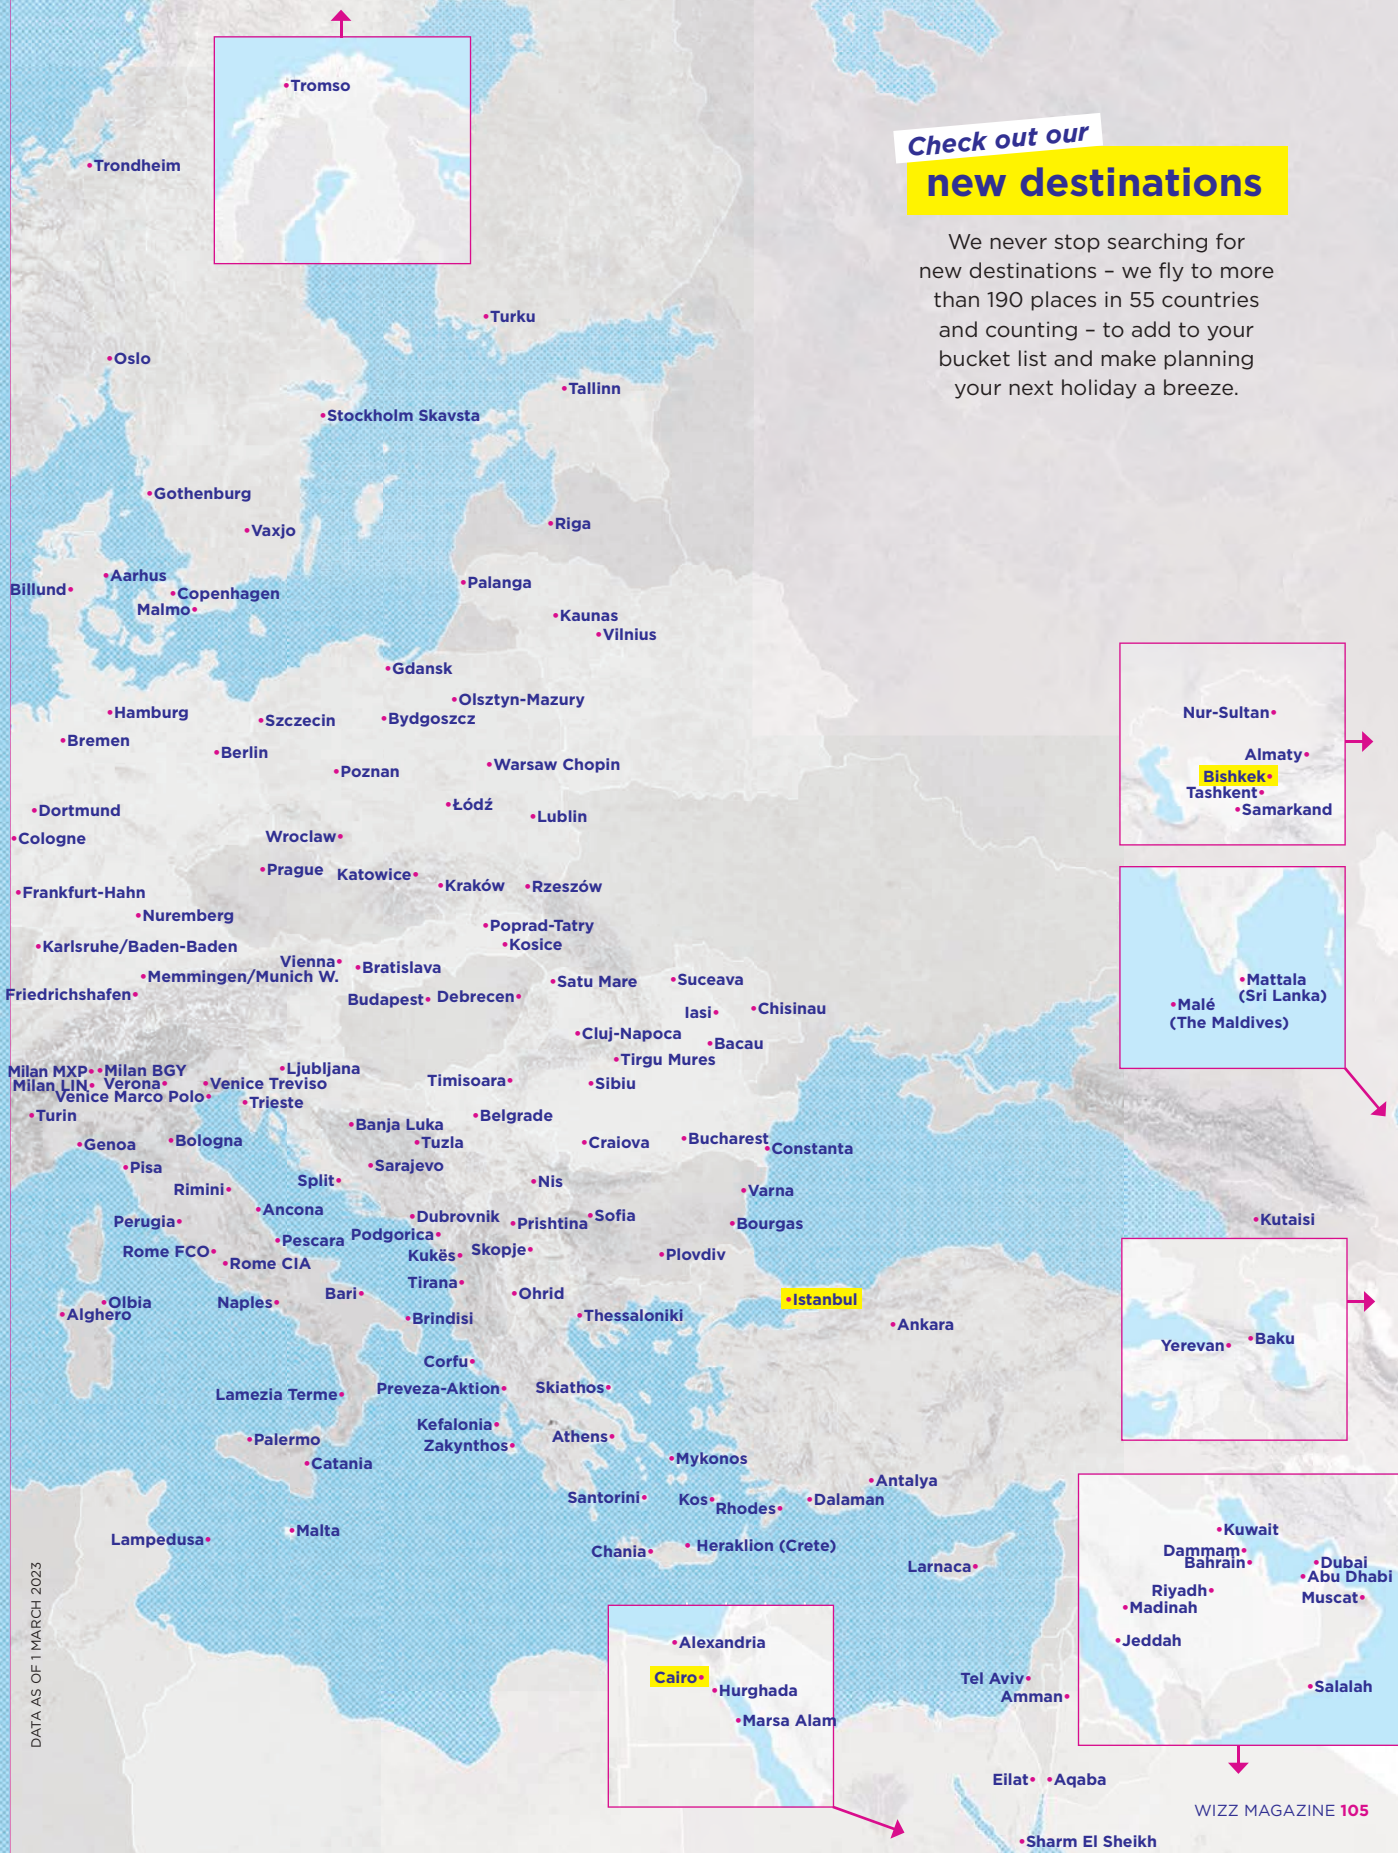 Tromso
Trondheim
Check out our
new destinations
We never stop searching for
new destinations – we fly to more
than 190 places in 55 countries
and counting – to add to your
bucket list and make planning
your next holiday a breeze.
Turku
Oslo
Tallinn
Stockholm Skavsta
Gothenburg
Riga
Vaxjo
Aarhus
Palanga
Billund
Copenhagen
Malmo
Kaunas
Vilnius
Gdansk
Olsztyn-Mazury
Hamburg
Szczecin
Bydgoszcz
Bremen
Berlin
Warsaw Chopin
Poznan
Łódź
Dortmund
Lublin
Cologne
Wroclaw
Prague
Katowice
Kraków
Rzeszów
Frankfurt-Hahn
Nuremberg
Poprad-Tatry
Karlsruhe/Baden-Baden
Kosice
Vienna
Bratislava
Memmingen/Munich W.
Satu Mare
Suceava
Friedrichshafen
Budapest
Debrecen
Iasi
Chisinau
Cluj-Napoca
Bacau
Tirgu Mures
Milan MXP
Milan BGY
Ljubljana
Milan LIN
Verona
Venice Treviso
Timisoara
Sibiu
Venice Marco Polo
Trieste
Turin
Banja Luka
Belgrade
Genoa
Bologna
Tuzla
Craiova
Bucharest
Constanta
Pisa
Sarajevo
Rimini
Split
Nis
Varna
Ancona
Perugia
Dubrovnik
Prishtina
Sofia
Bourgas
Pescara
Podgorica
Rome FCO
Kukës
Skopje
Plovdiv
Rome CIA
Tirana
Olbia
Naples
Bari
Ohrid
Istanbul
Alghero
Brindisi
Thessaloniki
Ankara
Corfu
Lamezia Terme
Preveza-Aktion
Skiathos
Kefalonia
Palermo
Zakynthos
Athens
Catania
Mykonos
Antalya
Santorini
Kos
Rhodes
Dalaman
Lampedusa
Malta
Chania
Heraklion (Crete)
Larnaca
Nur-Sultan
Almaty
Bishkek
Tashkent
Samarkand
Mattala
(Sri Lanka)
Malé
(The Maldives)
Kutaisi
Yerevan
Baku
Kuwait
Dammam
Bahrain
Dubai
Abu Dhabi
Riyadh
Muscat
Madinah
Jeddah
Salalah
Alexandria
Cairo
Hurghada
Marsa Alam
Tel Aviv
Amman
Eilat
Aqaba
Sharm El Sheikh
DATA AS OF 1 MARCH 2023
WIZZ MAGAZINE 105